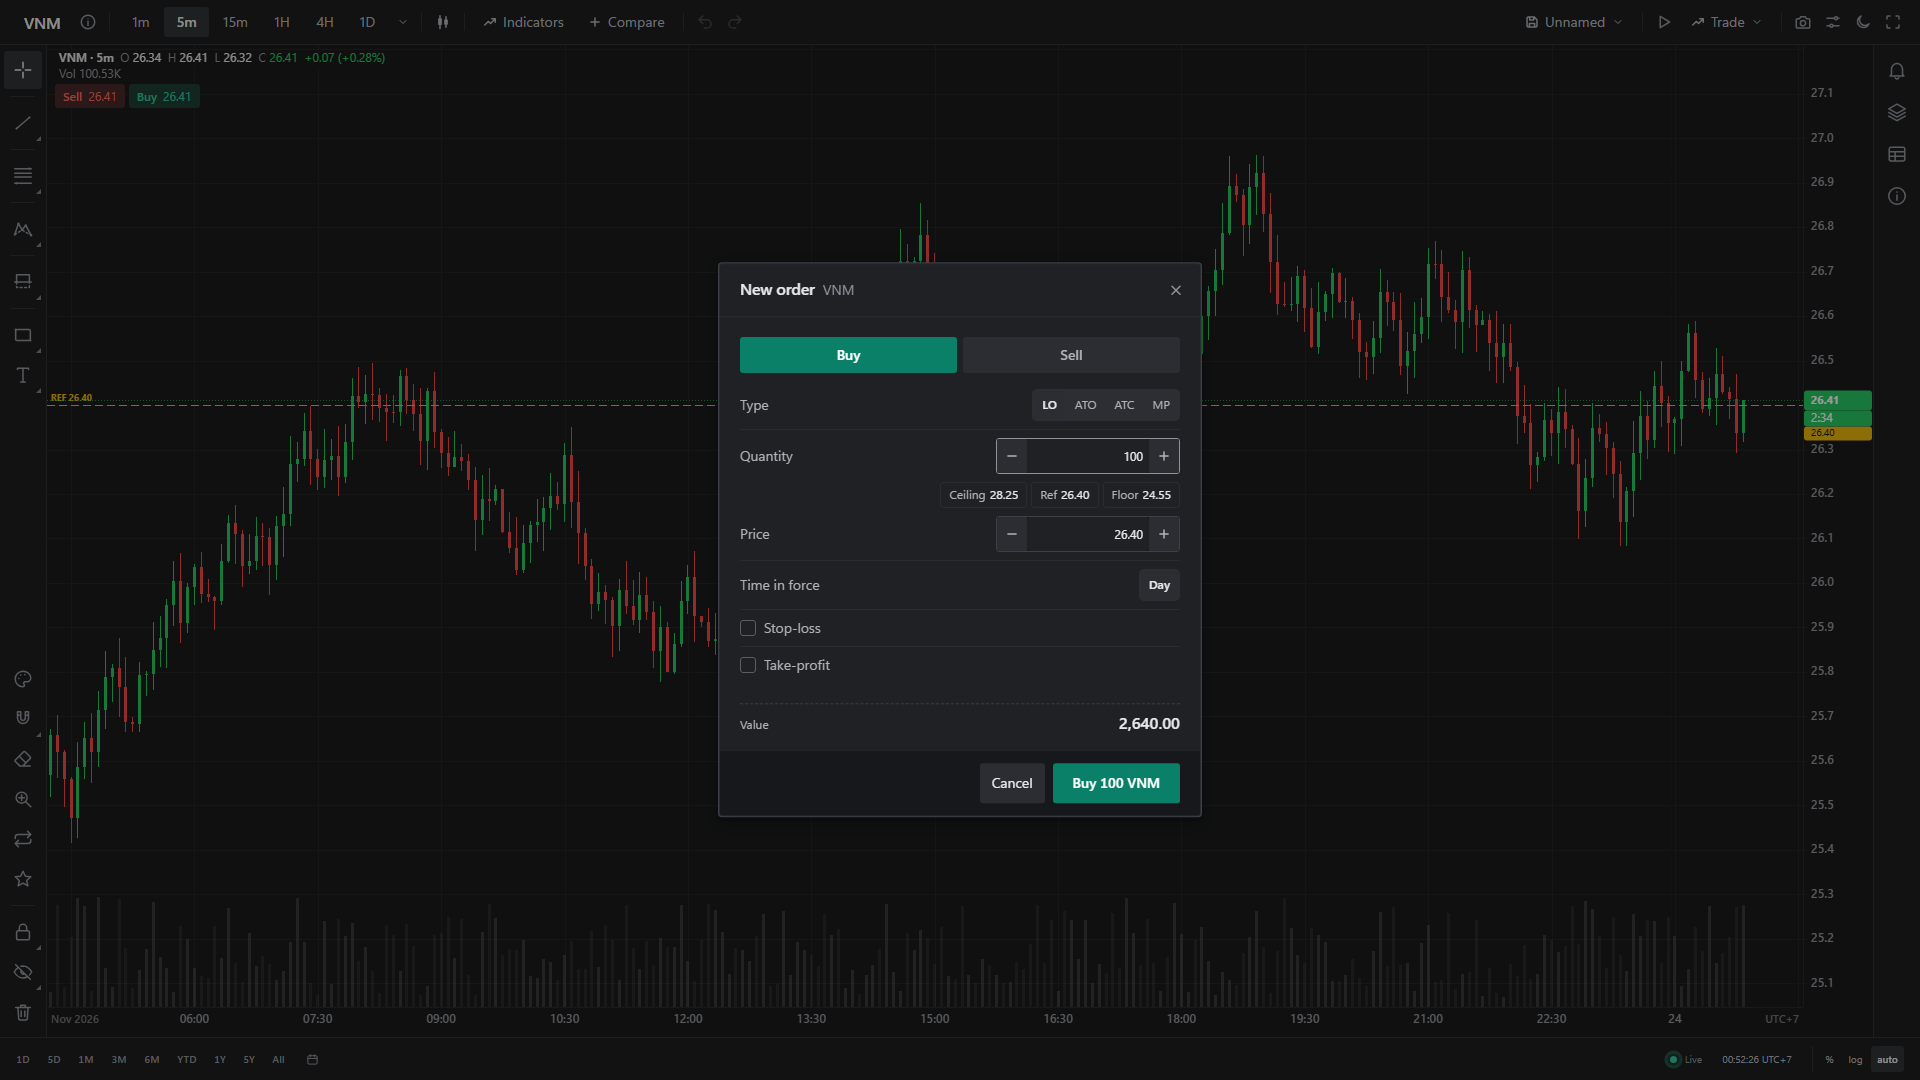 VNM 1m 5m 15m 1H 4H 1D Indicators Compare Unnamed Trade
VNM · 5m O 26.34 H 26.41 L 26.32 C 26.41 +0.07 (+0.28%)
Vol 100.53K
Sell 26.41 Buy 26.41
REF 26.40
New order VNM
Buy Sell
Type LO ATO ATC MP
Quantity 100
Ceiling 28.25 Ref 26.40 Floor 24.55
Price 26.40
Time in force Day
Stop-loss
Take-profit
Value 2,640.00
Cancel Buy 100 VNM
27.1
27.0
26.9
26.8
26.7
26.6
26.5
26.41
2:34
26.40
26.3
26.2
26.1
26.0
25.9
25.8
25.7
25.6
25.5
25.4
25.3
25.2
25.1
Nov 2026 06:00 07:30 09:00 10:30 12:00 13:30 15:00 16:30 18:00 19:30 21:00 22:30 24 UTC+7
1D 5D 1M 3M 6M YTD 1Y 5Y All Live 00:52:26 UTC+7 % log auto